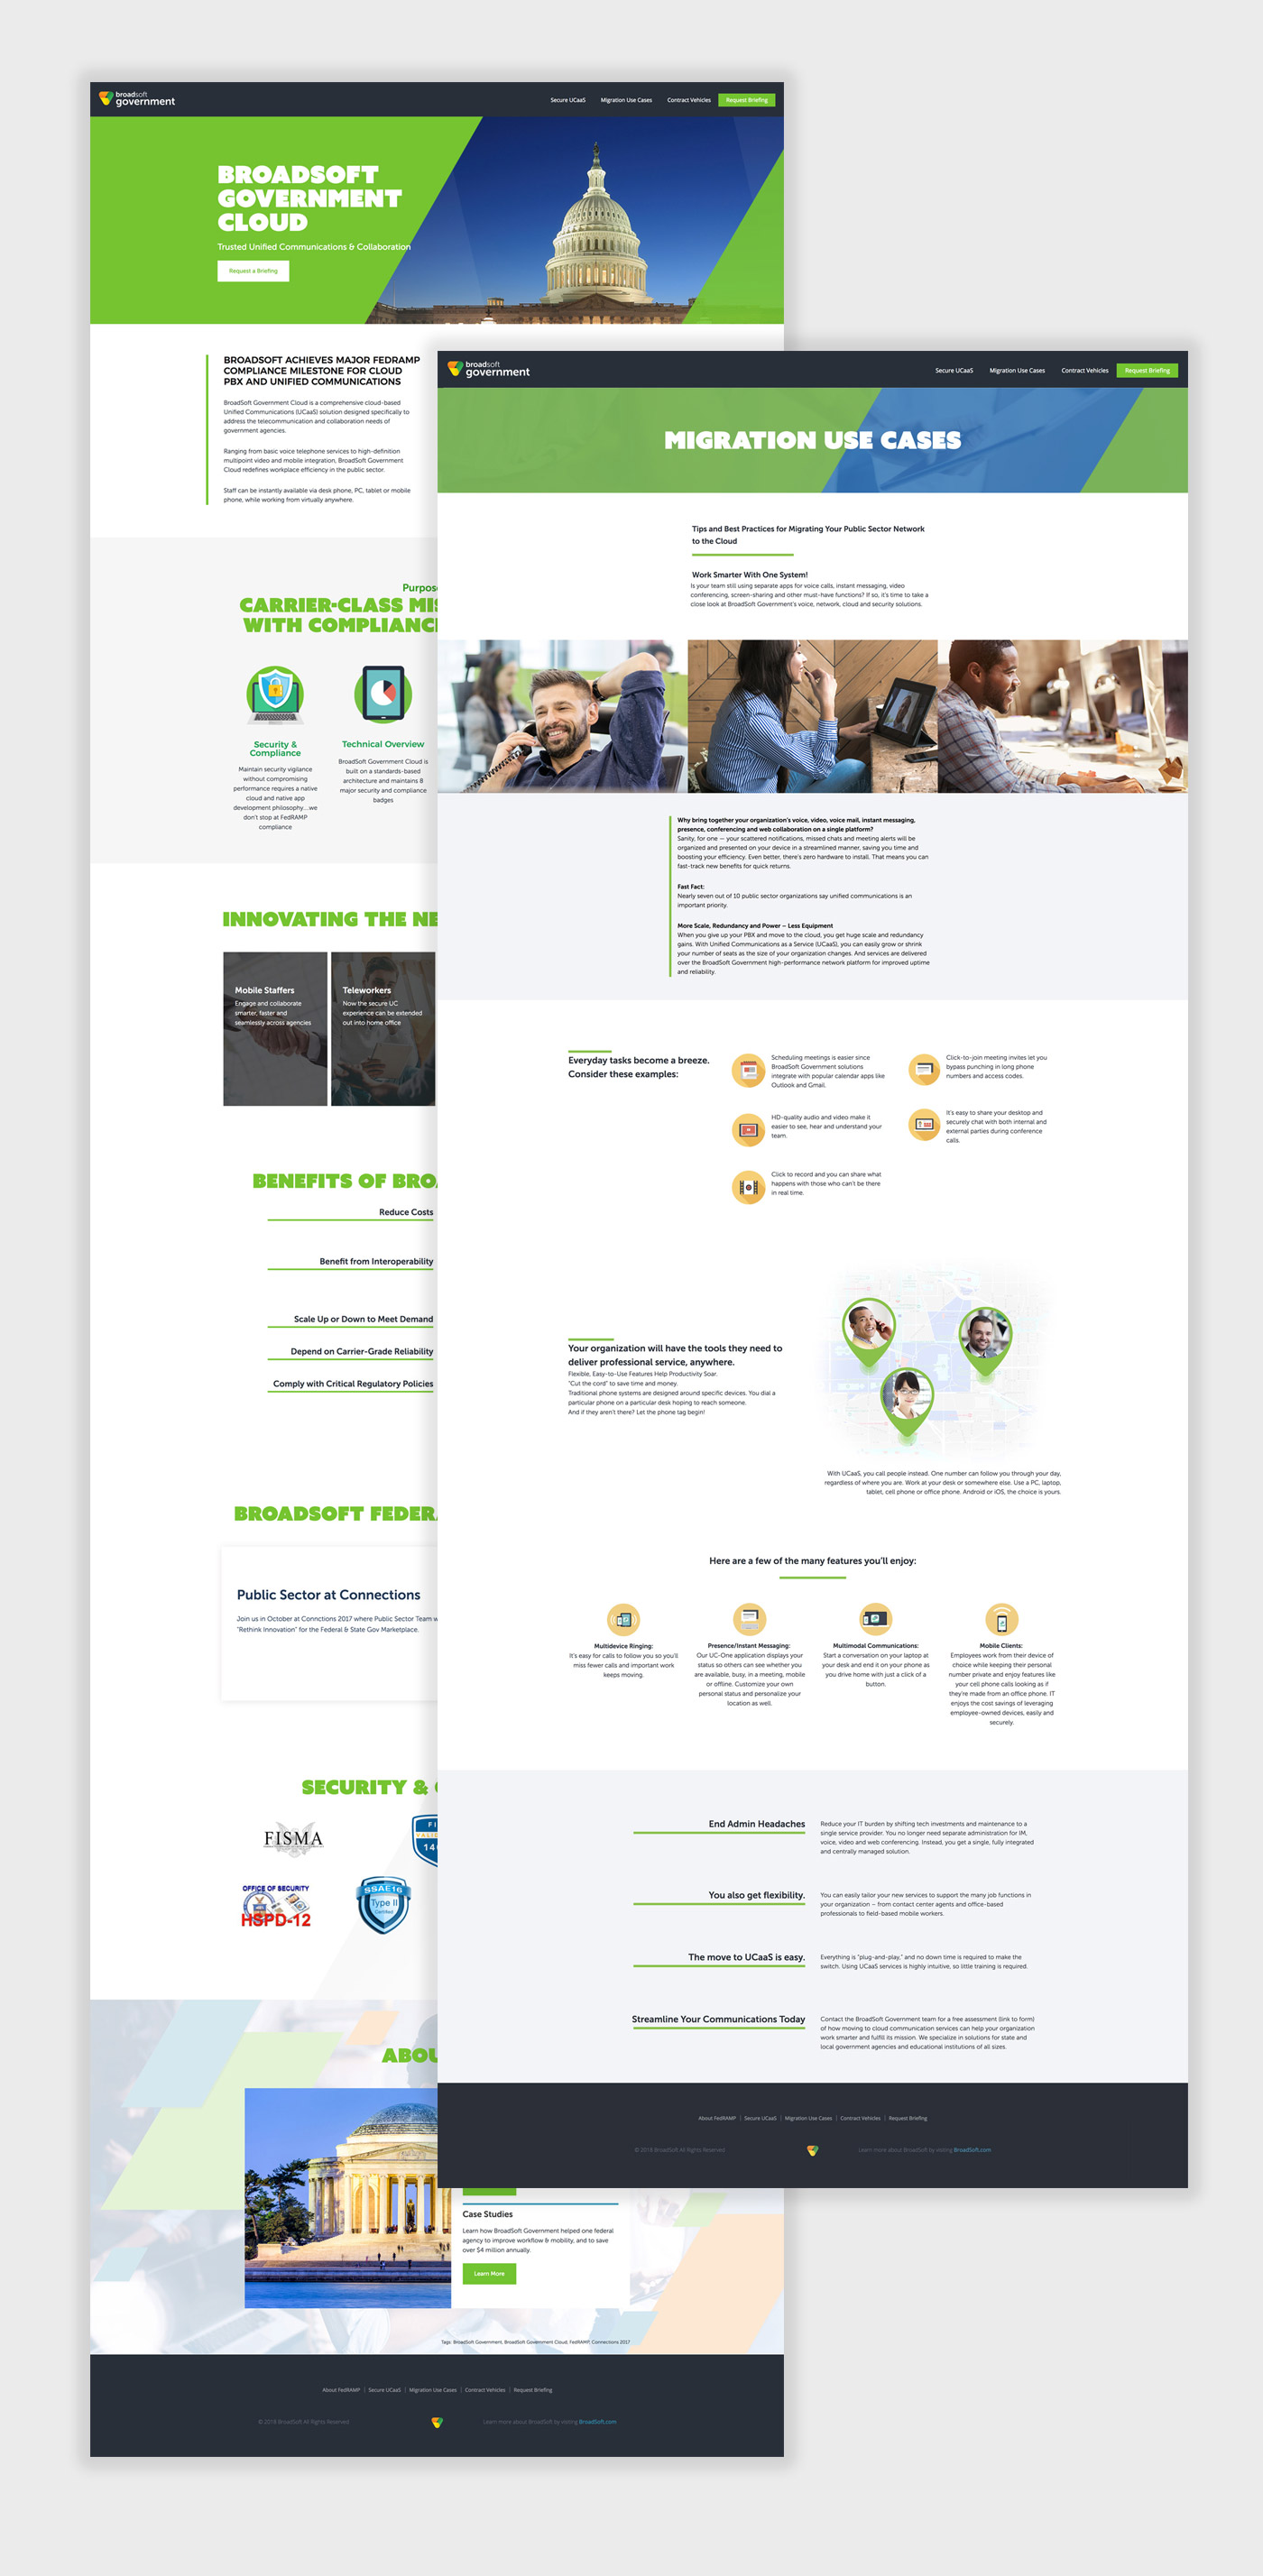 broadsoft
government
Secure UCaaS Migration Use Cases Contract Vehicles Request Briefing
BROADSOFT
GOVERNMENT
CLOUD
Trusted Unified Communications & Collaboration
Request a Briefing
BROADSOFT ACHIEVES MAJOR FEDRAMP
COMPLIANCE MILESTONE FOR CLOUD
PBX AND UNIFIED COMMUNICATIONS
BroadSoft Government Cloud is a comprehensive cloud-based
Unified Communications (UCaaS) solution designed specifically to
address the telecommunication and collaboration needs of
government agencies.
Ranging from basic voice telephone services to high-definition
multipoint video and mobile integration, BroadSoft Government
Cloud redefines workplace efficiency in the public sector.
Staff can be instantly available via desk phone, PC, tablet or mobile
phone, while working from virtually anywhere.
Purpos
CARRIER-CLASS MIS
WITH COMPLIANC
Security &
Compliance
Maintain security vigilance
without compromising
performance requires a native
cloud and native app
development philosophy...we
don't stop at FedRAMP
compliance
Technical Overview
BroadSoft Government Cloud is
built on a standards-based
architecture and maintains 8
major security and compliance
badges
INNOVATING THE NE
Mobile Staffers
Engage and collaborate
smarter, faster and
seamlessly across agencies
Teleworkers
Now the secure UC
experience can be extended
out into home office
BENEFITS OF BRO
Reduce Costs
Benefit from Interoperability
Scale Up or Down to Meet Demand
Depend on Carrier-Grade Reliability
Comply with Critical Regulatory Policies
BROADSOFT FEDER
Public Sector at Connections
Join us in October at Connctions 2017 where Public Sector Team w
"Rethink Innovation" for the Federal & State Gov Marketplace.
SECURITY &
FISMA
FI
VALI
14
OFFICE OF SECURITY
HSPD-12
SSAE16
Type II
Certified
ABOU
Case Studies
Learn how BroadSoft Government helped one federal
agency to improve workflow & mobility, and to save
over $4 million annually.
Learn More
Tags: BroadSoft Government, BroadSoft Government Cloud, FedRAMP, Connections 2017
About FedRAMP | Secure UCaaS | Migration Use Cases | Contract Vehicles | Request Briefing
© 2018 BroadSoft All Rights Reserved
Learn more about BroadSoft by visiting BroadSoft.com
broadsoft
government
Secure UCaaS Migration Use Cases Contract Vehicles Request Briefing
MIGRATION USE CASES
Tips and Best Practices for Migrating Your Public Sector Network
to the Cloud
Work Smarter With One System!
Is your team still using separate apps for voice calls, instant messaging, video
conferencing, screen-sharing and other must-have functions? If so, it's time to take a
close look at BroadSoft Government's voice, network, cloud and security solutions.
Why bring together your organization's voice, video, voice mail, instant messaging,
presence, conferencing and web collaboration on a single platform?
Sanity, for one — your scattered notifications, missed chats and meeting alerts will be
organized and presented on your device in a streamlined manner, saving you time and
boosting your efficiency. Even better, there's zero hardware to install. That means you can
fast-track new benefits for quick returns.
Fast Fact:
Nearly seven out of 10 public sector organizations say unified communications is an
important priority.
More Scale, Redundancy and Power – Less Equipment
When you give up your PBX and move to the cloud, you get huge scale and redundancy
gains. With Unified Communications as a Service (UCaaS), you can easily grow or shrink
your number of seats as the size of your organization changes. And services are delivered
over the BroadSoft Government high-performance network platform for improved uptime
and reliability.
Everyday tasks become a breeze.
Consider these examples:
Scheduling meetings is easier since
BroadSoft Government solutions
integrate with popular calendar apps like
Outlook and Gmail.
Click-to-join meeting invites let you
bypass punching in long phone
numbers and access codes.
HD-quality audio and video make it
easier to see, hear and understand your
team.
It's easy to share your desktop and
securely chat with both internal and
external parties during conference
calls.
Click to record and you can share what
happens with those who can't be there
in real time.
Your organization will have the tools they need to
deliver professional service, anywhere.
Flexible, Easy-to-Use Features Help Productivity Soar.
"Cut the cord" to save time and money.
Traditional phone systems are designed around specific devices. You dial a
particular phone on a particular desk hoping to reach someone.
And if they aren't there? Let the phone tag begin!
With UCaaS, you call people instead. One number can follow you through your day,
regardless of where you are. Work at your desk or somewhere else. Use a PC, laptop,
tablet, cell phone or office phone. Android or iOS, the choice is yours.
Here are a few of the many features you'll enjoy:
Multidevice Ringing:
It's easy for calls to follow you so you'll
miss fewer calls and important work
keeps moving.
Presence/Instant Messaging:
Our UC-One application displays your
status so others can see whether you
are available, busy, in a meeting, mobile
or offline. Customize your own
personal status and personalize your
location as well.
Multimodal Communications:
Start a conversation on your laptop at
your desk and end it on your phone as
you drive home with just a click of a
button.
Mobile Clients:
Employees work from their device of
choice while keeping their personal
number private and enjoy features like
your cell phone calls looking as if
they're made from an office phone. IT
enjoys the cost savings of leveraging
employee-owned devices, easily and
securely.
End Admin Headaches
Reduce your IT burden by shifting tech investments and maintenance to a
single service provider. You no longer need separate administration for IM,
voice, video and web conferencing. Instead, you get a single, fully integrated
and centrally managed solution.
You also get flexibility.
You can easily tailor your new services to support the many job functions in
your organization – from contact center agents and office-based
professionals to field-based mobile workers.
The move to UCaaS is easy.
Everything is "plug-and-play," and no down time is required to make the
switch. Using UCaaS services is highly intuitive, so little training is required.
Streamline Your Communications Today
Contact the BroadSoft Government team for a free assessment (link to form)
of how moving to cloud communication services can help your organization
work smarter and fulfill its mission. We specialize in solutions for state and
local government agencies and educational institutions of all sizes.
About FedRAMP | Secure UCaaS | Migration Use Cases | Contract Vehicles | Request Briefing
© 2018 BroadSoft All Rights Reserved
Learn more about BroadSoft by visiting BroadSoft.com